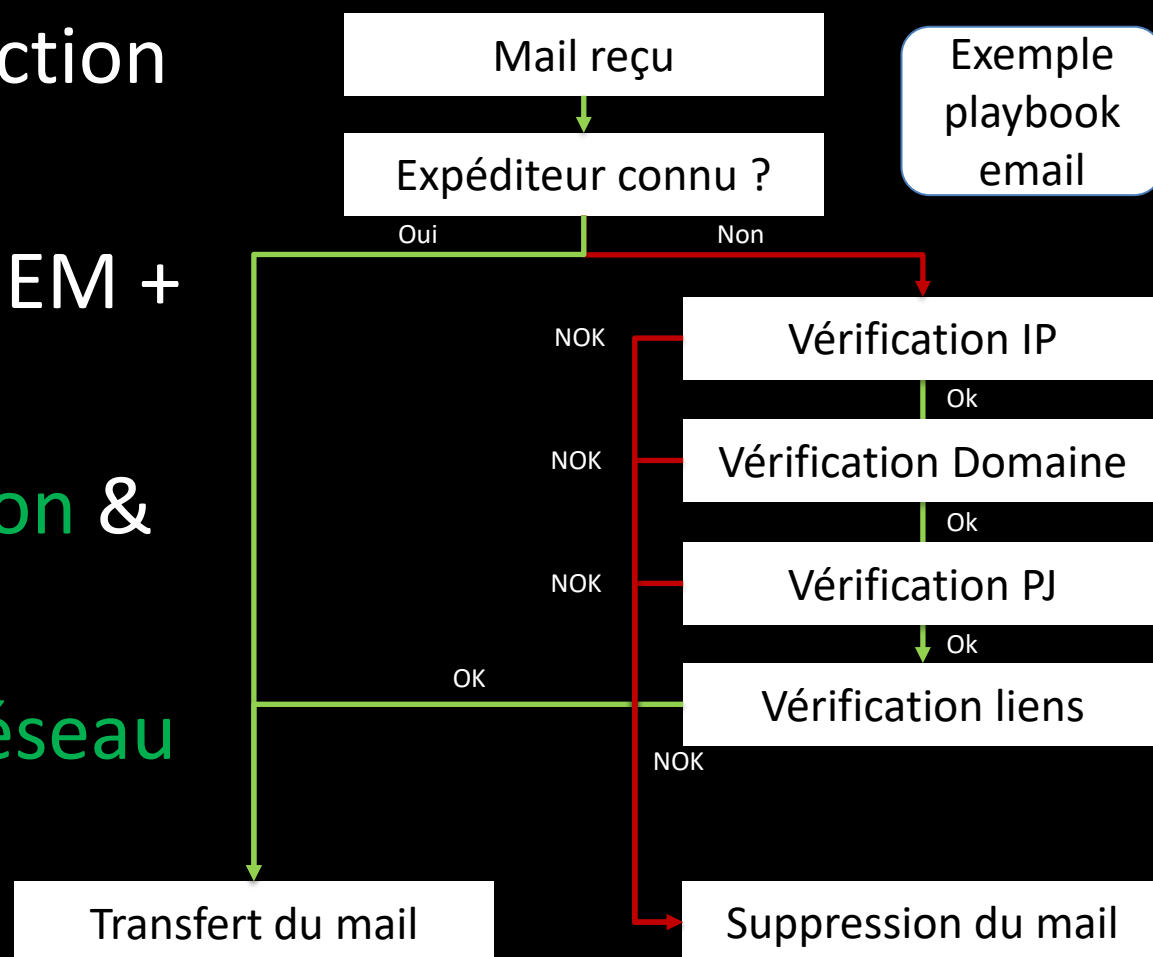 ction
EM +
on &
éseau
Mail reçu
Exemple
playbook
email
Expéditeur connu ?
Oui
Non
NOK
Vérification IP
Ok
NOK
Vérification Domaine
Ok
NOK
Vérification PJ
Ok
OK
Vérification liens
NOK
Transfert du mail
Suppression du mail